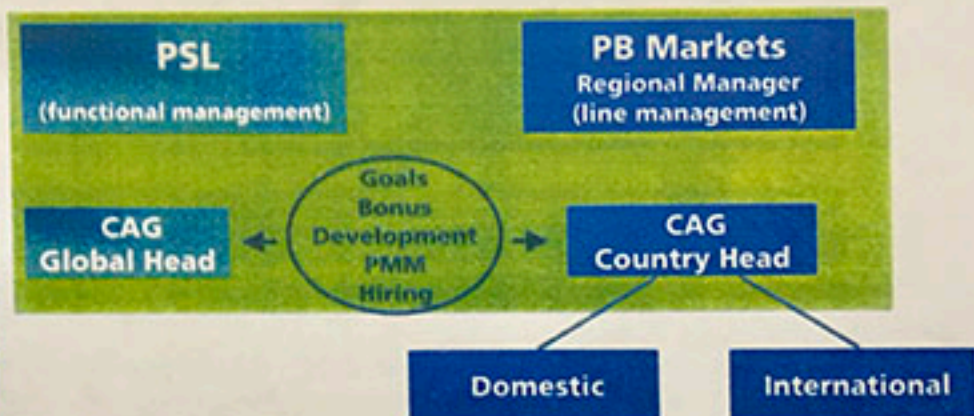 PSL
(functional management)
PB Markets
Regional Manager
(line management)
CAG
Global Head
Goals
Bonus
Development
PMM
Hiring
CAG
Country Head
Domestic
International